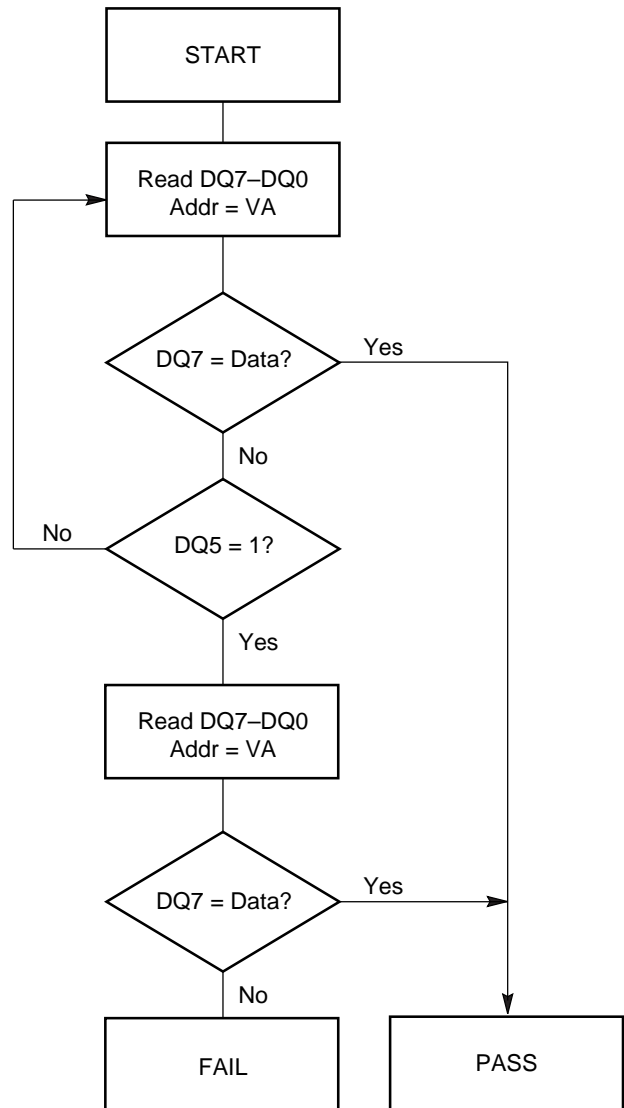 START
Read DQ7–DQ0
Addr = VA
DQ7 = Data?
Yes
No
No
DQ5 = 1?
Yes
Read DQ7–DQ0
Addr = VA
DQ7 = Data?
Yes
No
FAIL
PASS